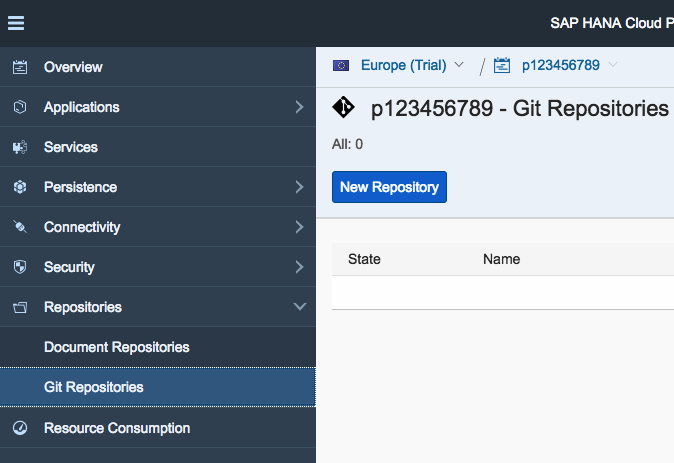 SAP HANA Cloud P
Overview
Applications
Services
Persistence
Connectivity
Security
Repositories
Document Repositories
Git Repositories
Resource Consumption
Europe (Trial) / p123456789
p123456789 - Git Repositories
All: 0
New Repository
State Name